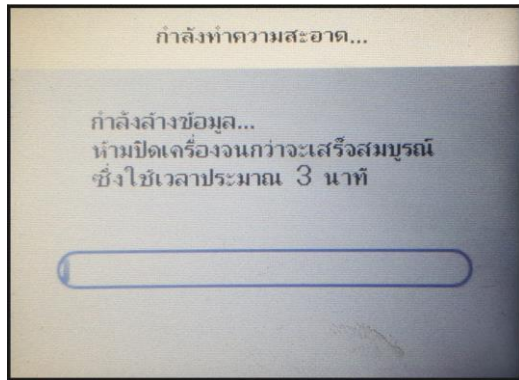 กำลังทำความสะอาด...
กำลังล้างข้อมูล...
ห้ามปิดเครื่องจนกว่าจะเสร็จสมบูรณ์
ซึ่งใช้เวลาประมาณ 3 นาที